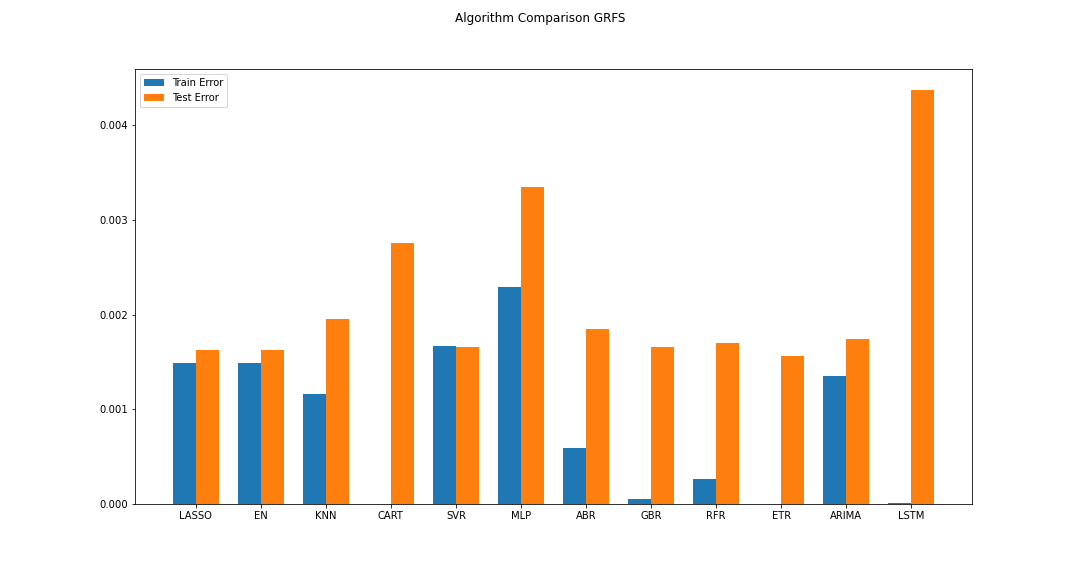 Algorithm Comparison GRFS
Train Error
Test Error
0.004
0.003
0.002
0.001
0.000
LASSO EN KNN CART SVR MLP ABR GBR RFR ETR ARIMA LSTM